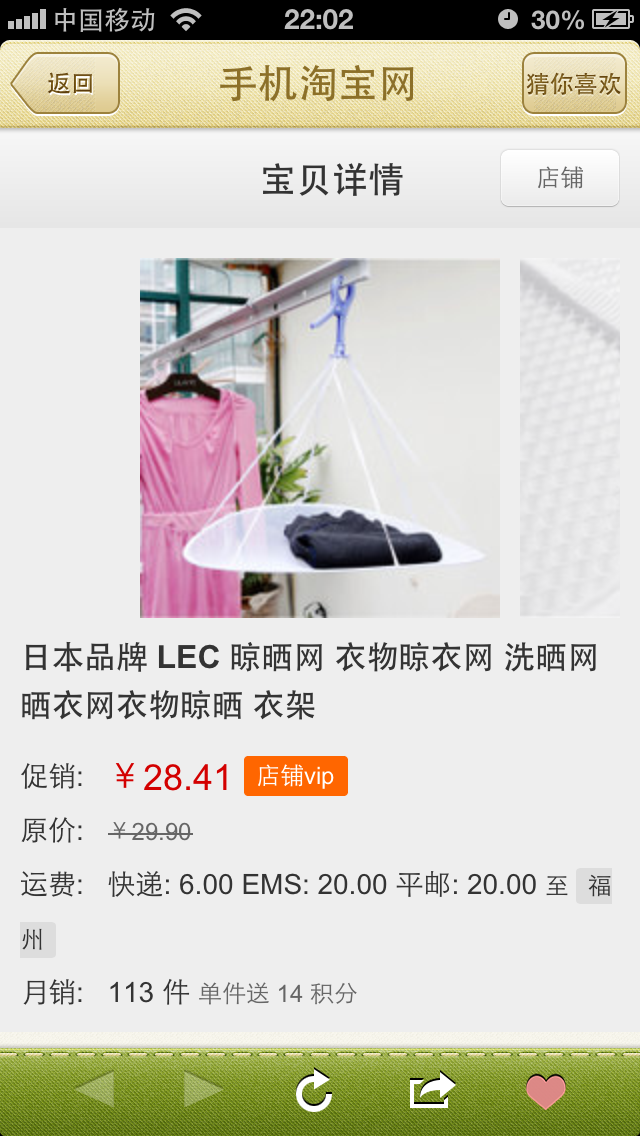 中国移动 22:02 30%
返回 手机淘宝网 猜你喜欢
宝贝详情 店铺
日本品牌 LEC 晾晒网 衣物晾衣网 洗晒网
晒衣网衣物晾晒 衣架
促销: ￥28.41 店铺vip
原价: ￥29.90
运费: 快递: 6.00 EMS: 20.00 平邮: 20.00 至 福
州
月销: 113 件 单件送 14 积分